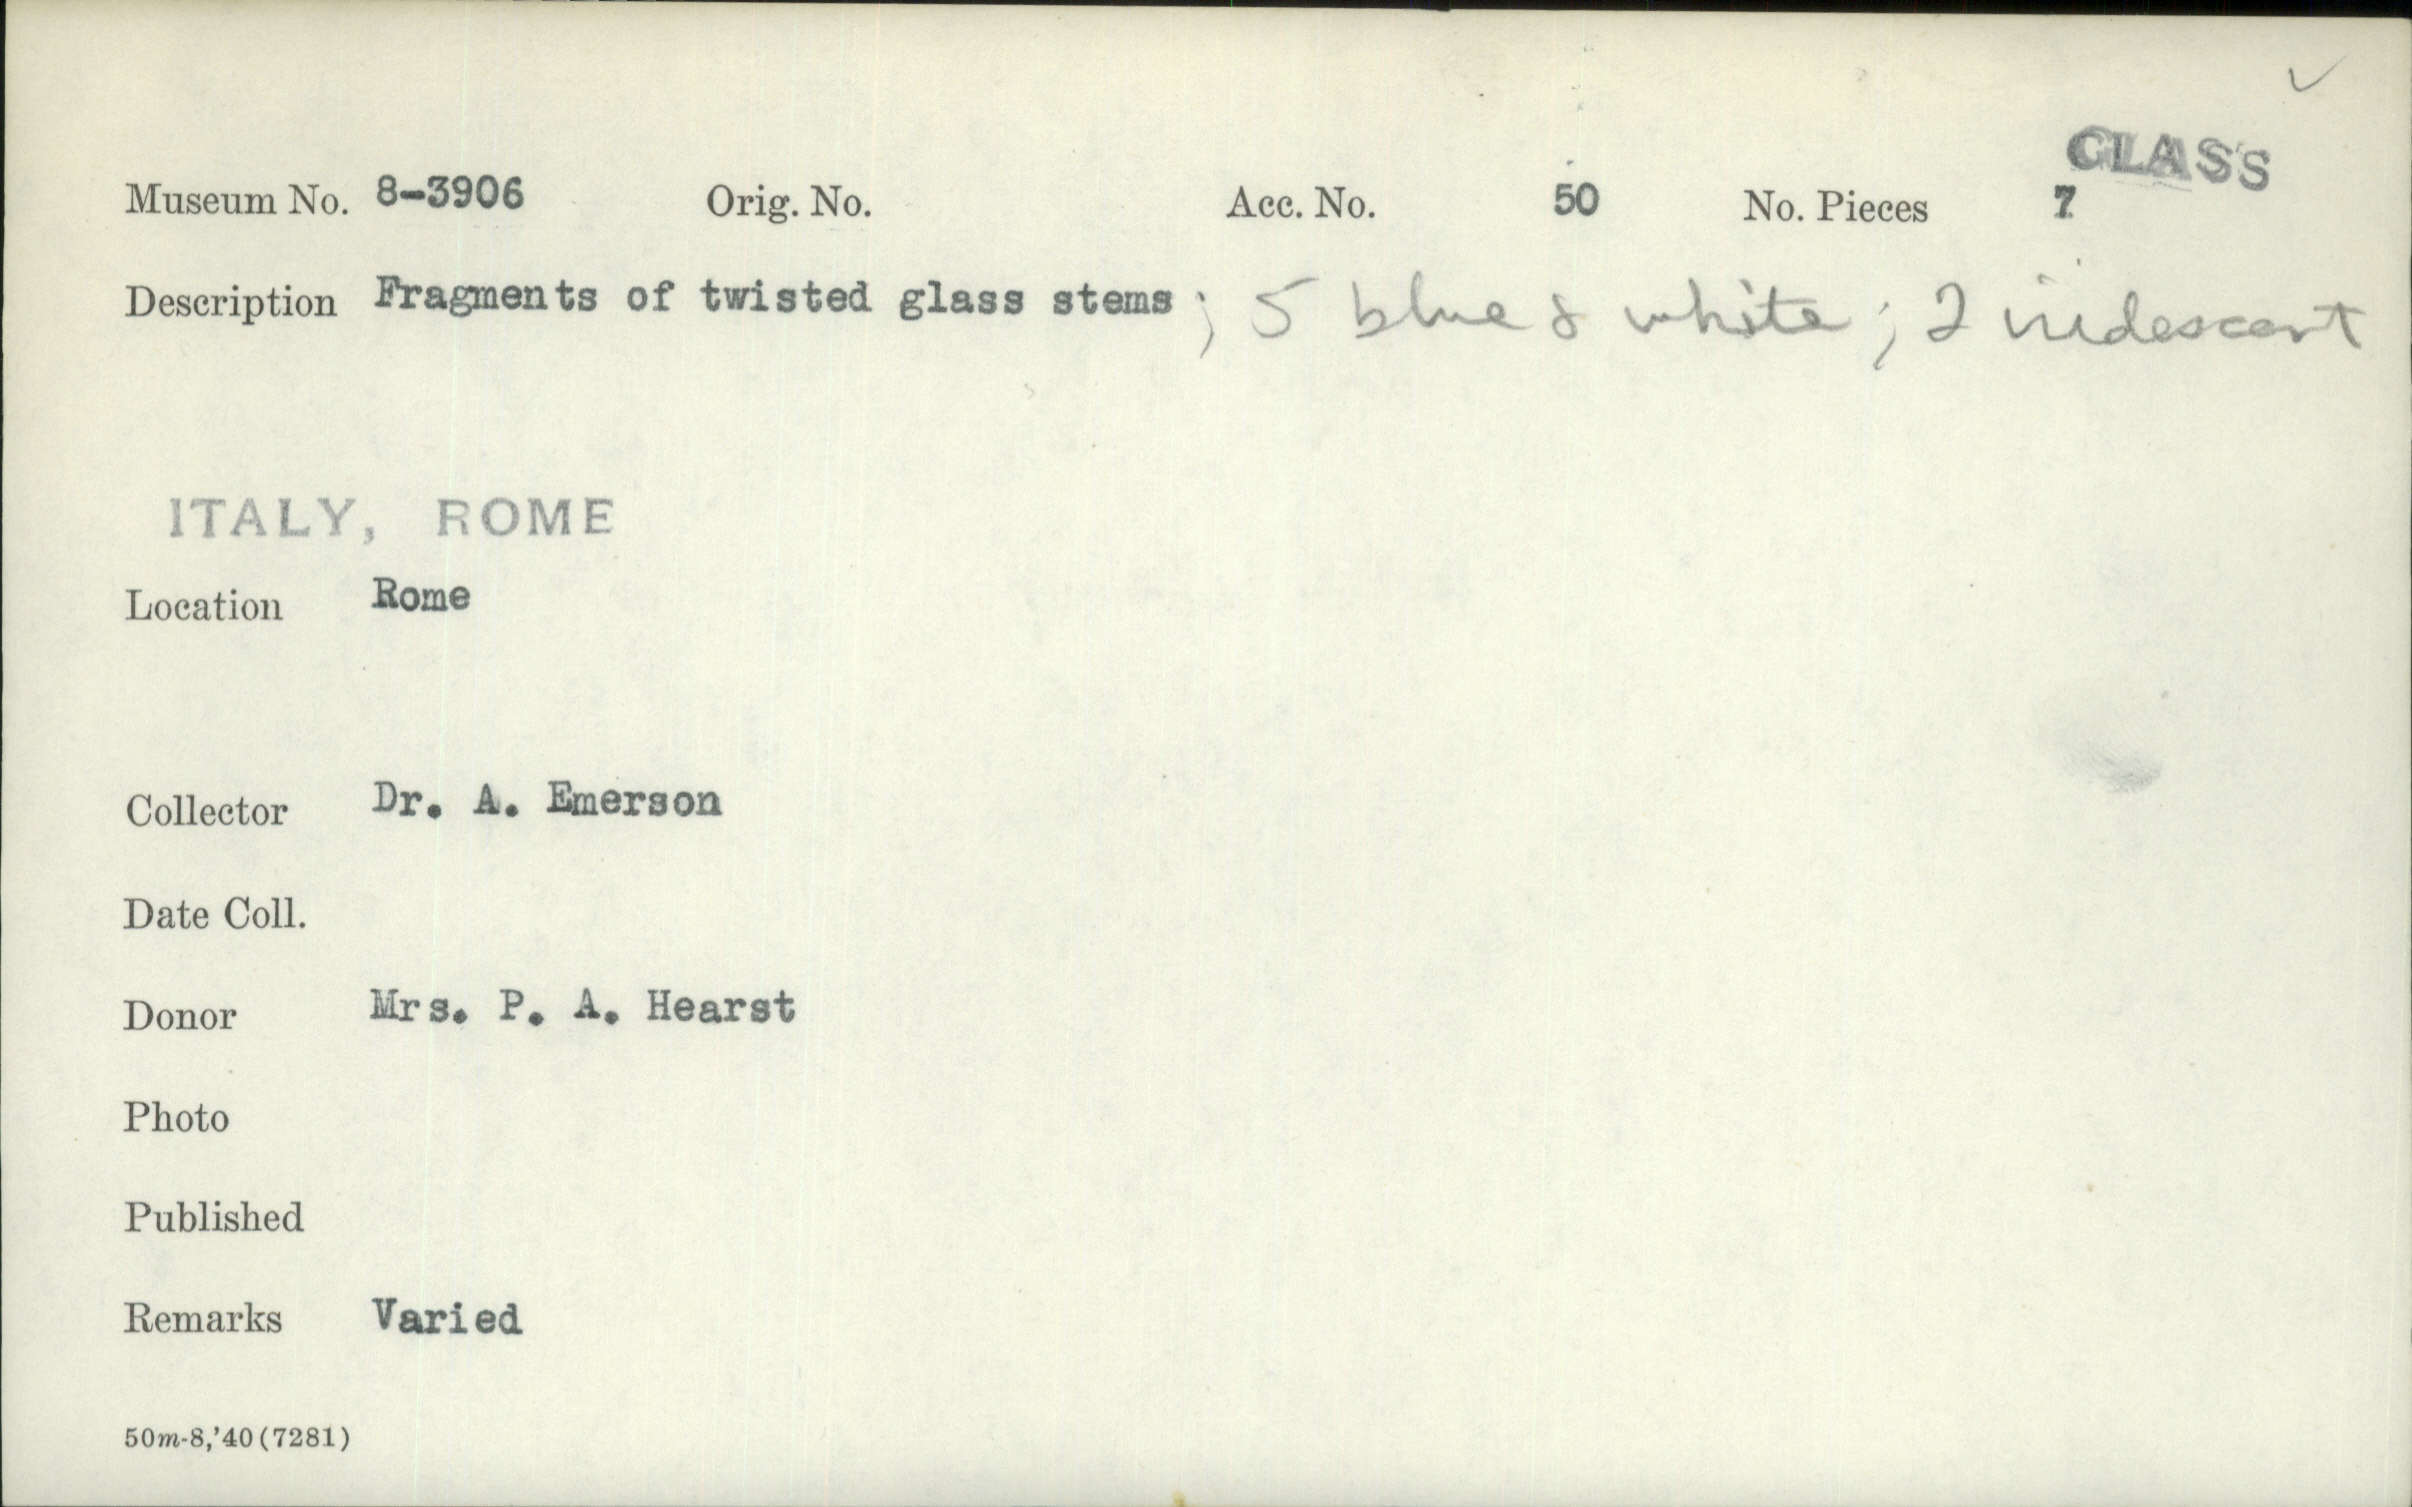 GLASS
Museum No. 8-3906 Orig. No. Acc. No. 50 No. Pieces 7
Description Fragments of twisted glass stems ; 5 blue & white ; 2 iridescent
ITALY, ROME
Location Rome
Collector Dr. A. Emerson
Date Coll.
Donor Mrs. P. A. Hearst
Photo
Published
Remarks Varied
50m-8,'40(7281)